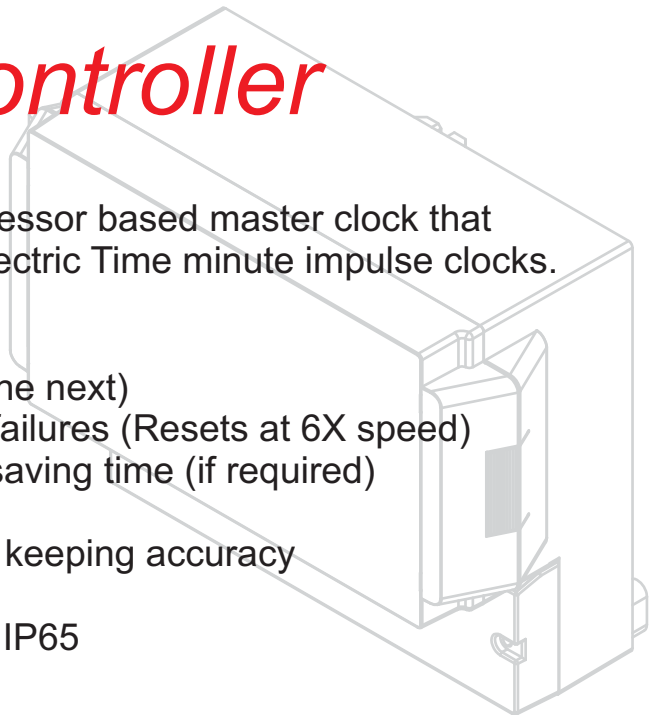 ontroller
essor based master clock that
ectric Time minute impulse clocks.
ne next)
failures (Resets at 6X speed)
saving time (if required)
keeping accuracy
IP65